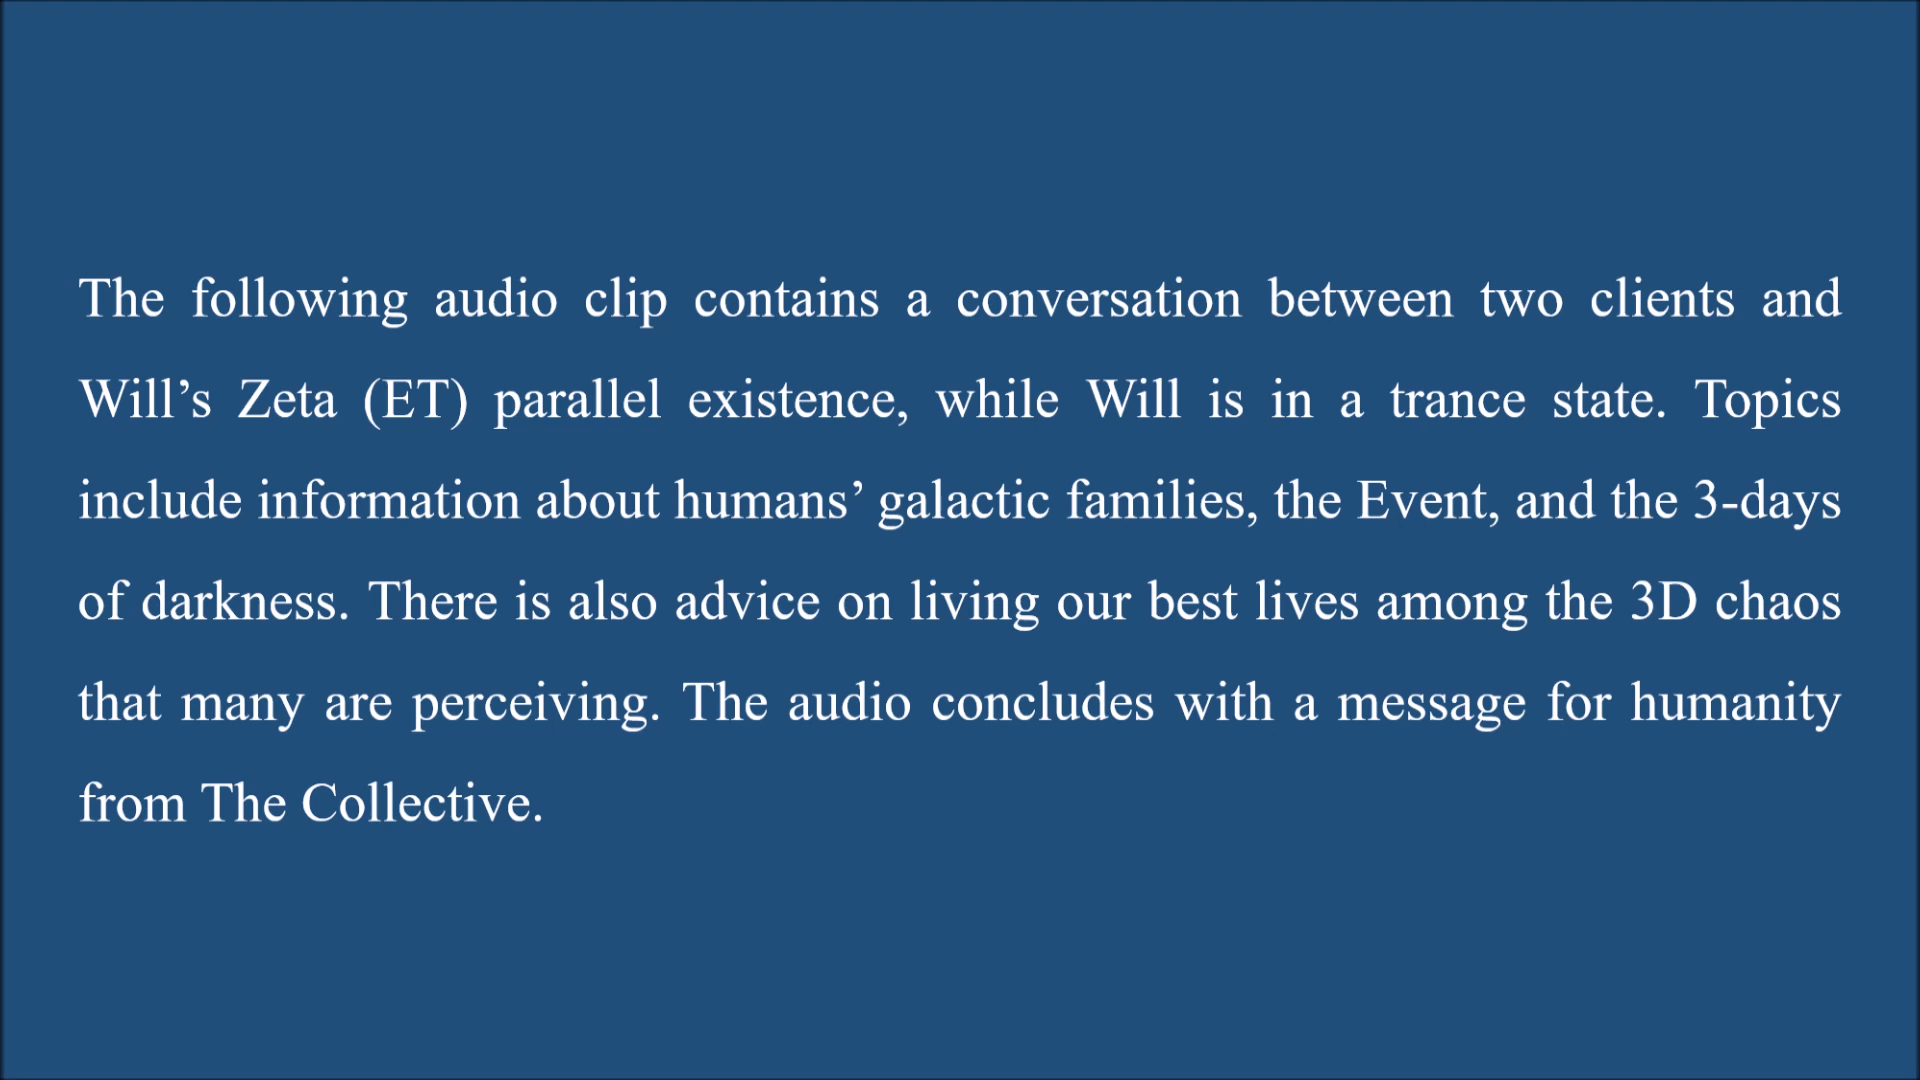 The following audio clip contains a conversation between two clients and
Will’s Zeta (ET) parallel existence, while Will is in a trance state. Topics
include information about humans’ galactic families, the Event, and the 3-days
of darkness. There is also advice on living our best lives among the 3D chaos
that many are perceiving. The audio concludes with a message for humanity
from The Collective.